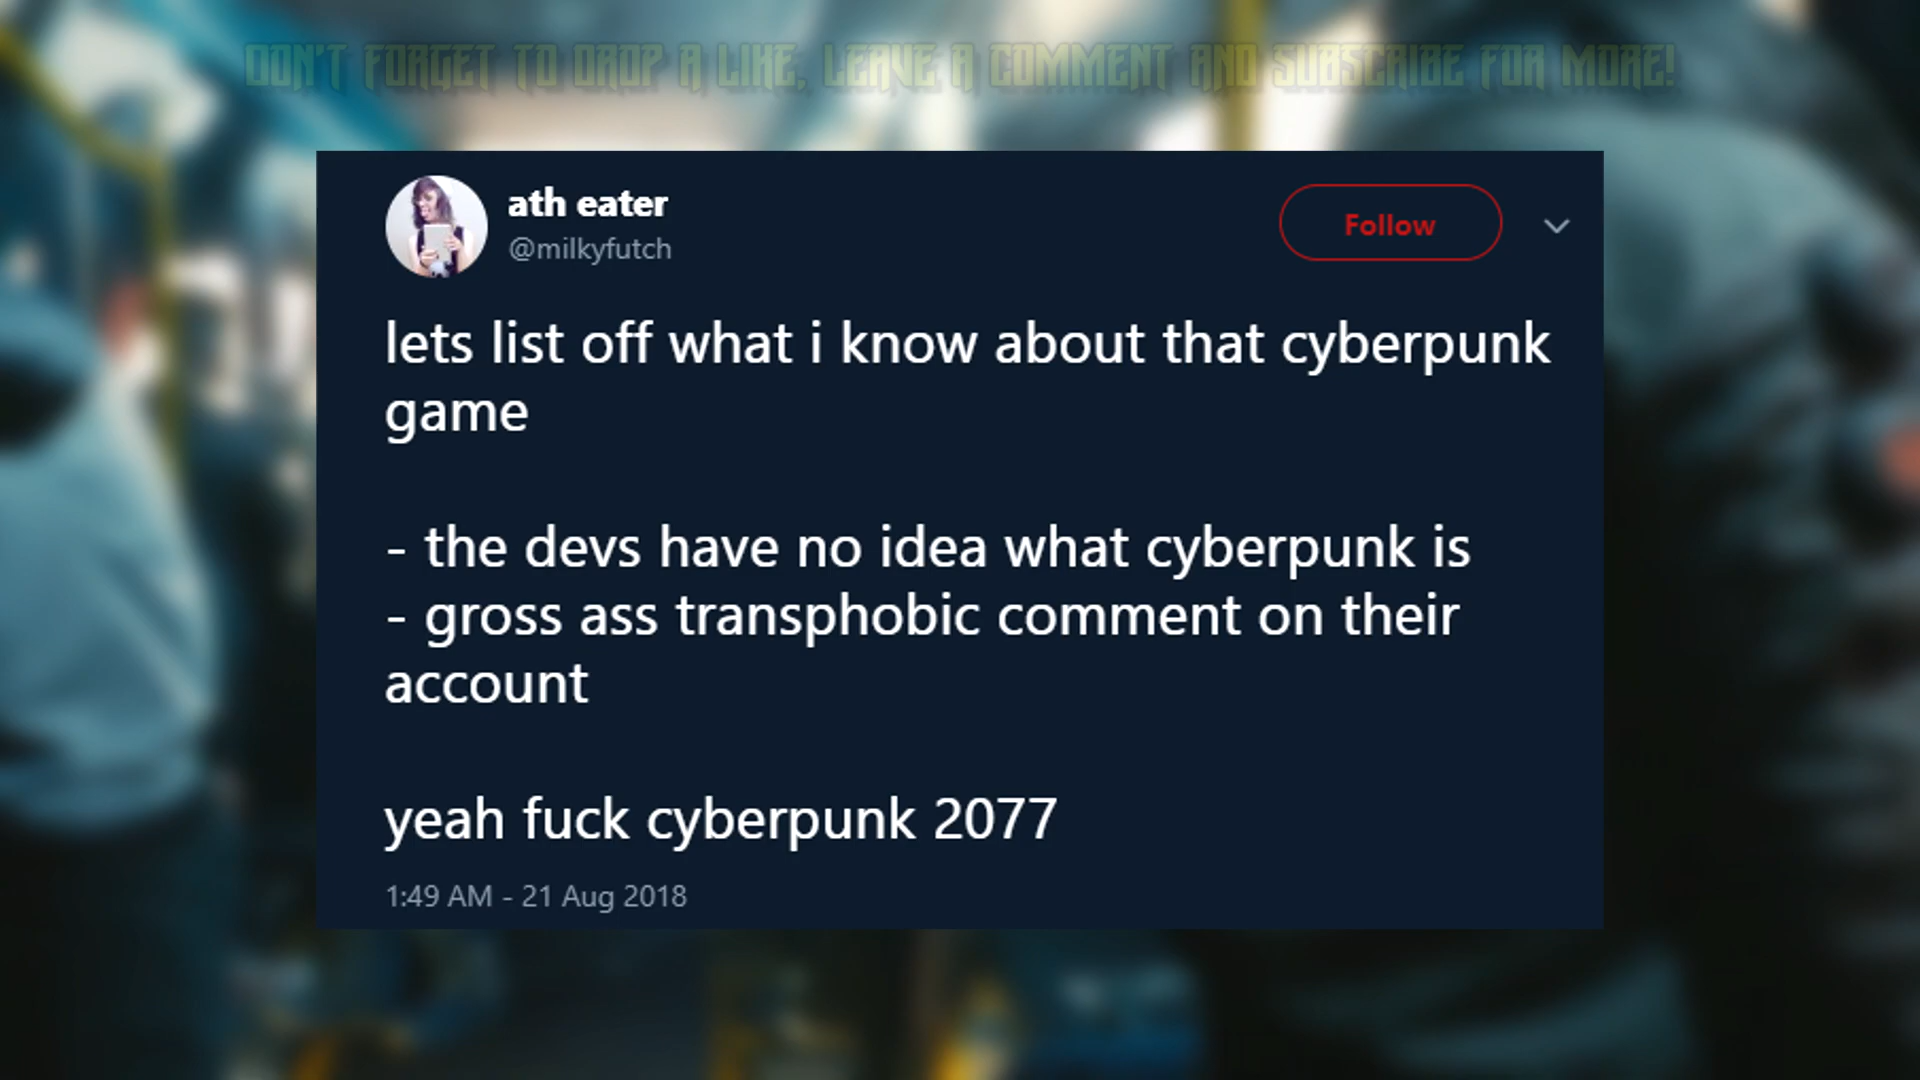 DON'T FORGET TO DROP A LIKE, LEAVE A COMMENT AND SUBSCRIBE FOR MORE!
ath eater
@milkyfutch
Follow
lets list off what i know about that cyberpunk
game
- the devs have no idea what cyberpunk is
- gross ass transphobic comment on their
account
yeah fuck cyberpunk 2077
1:49 AM - 21 Aug 2018